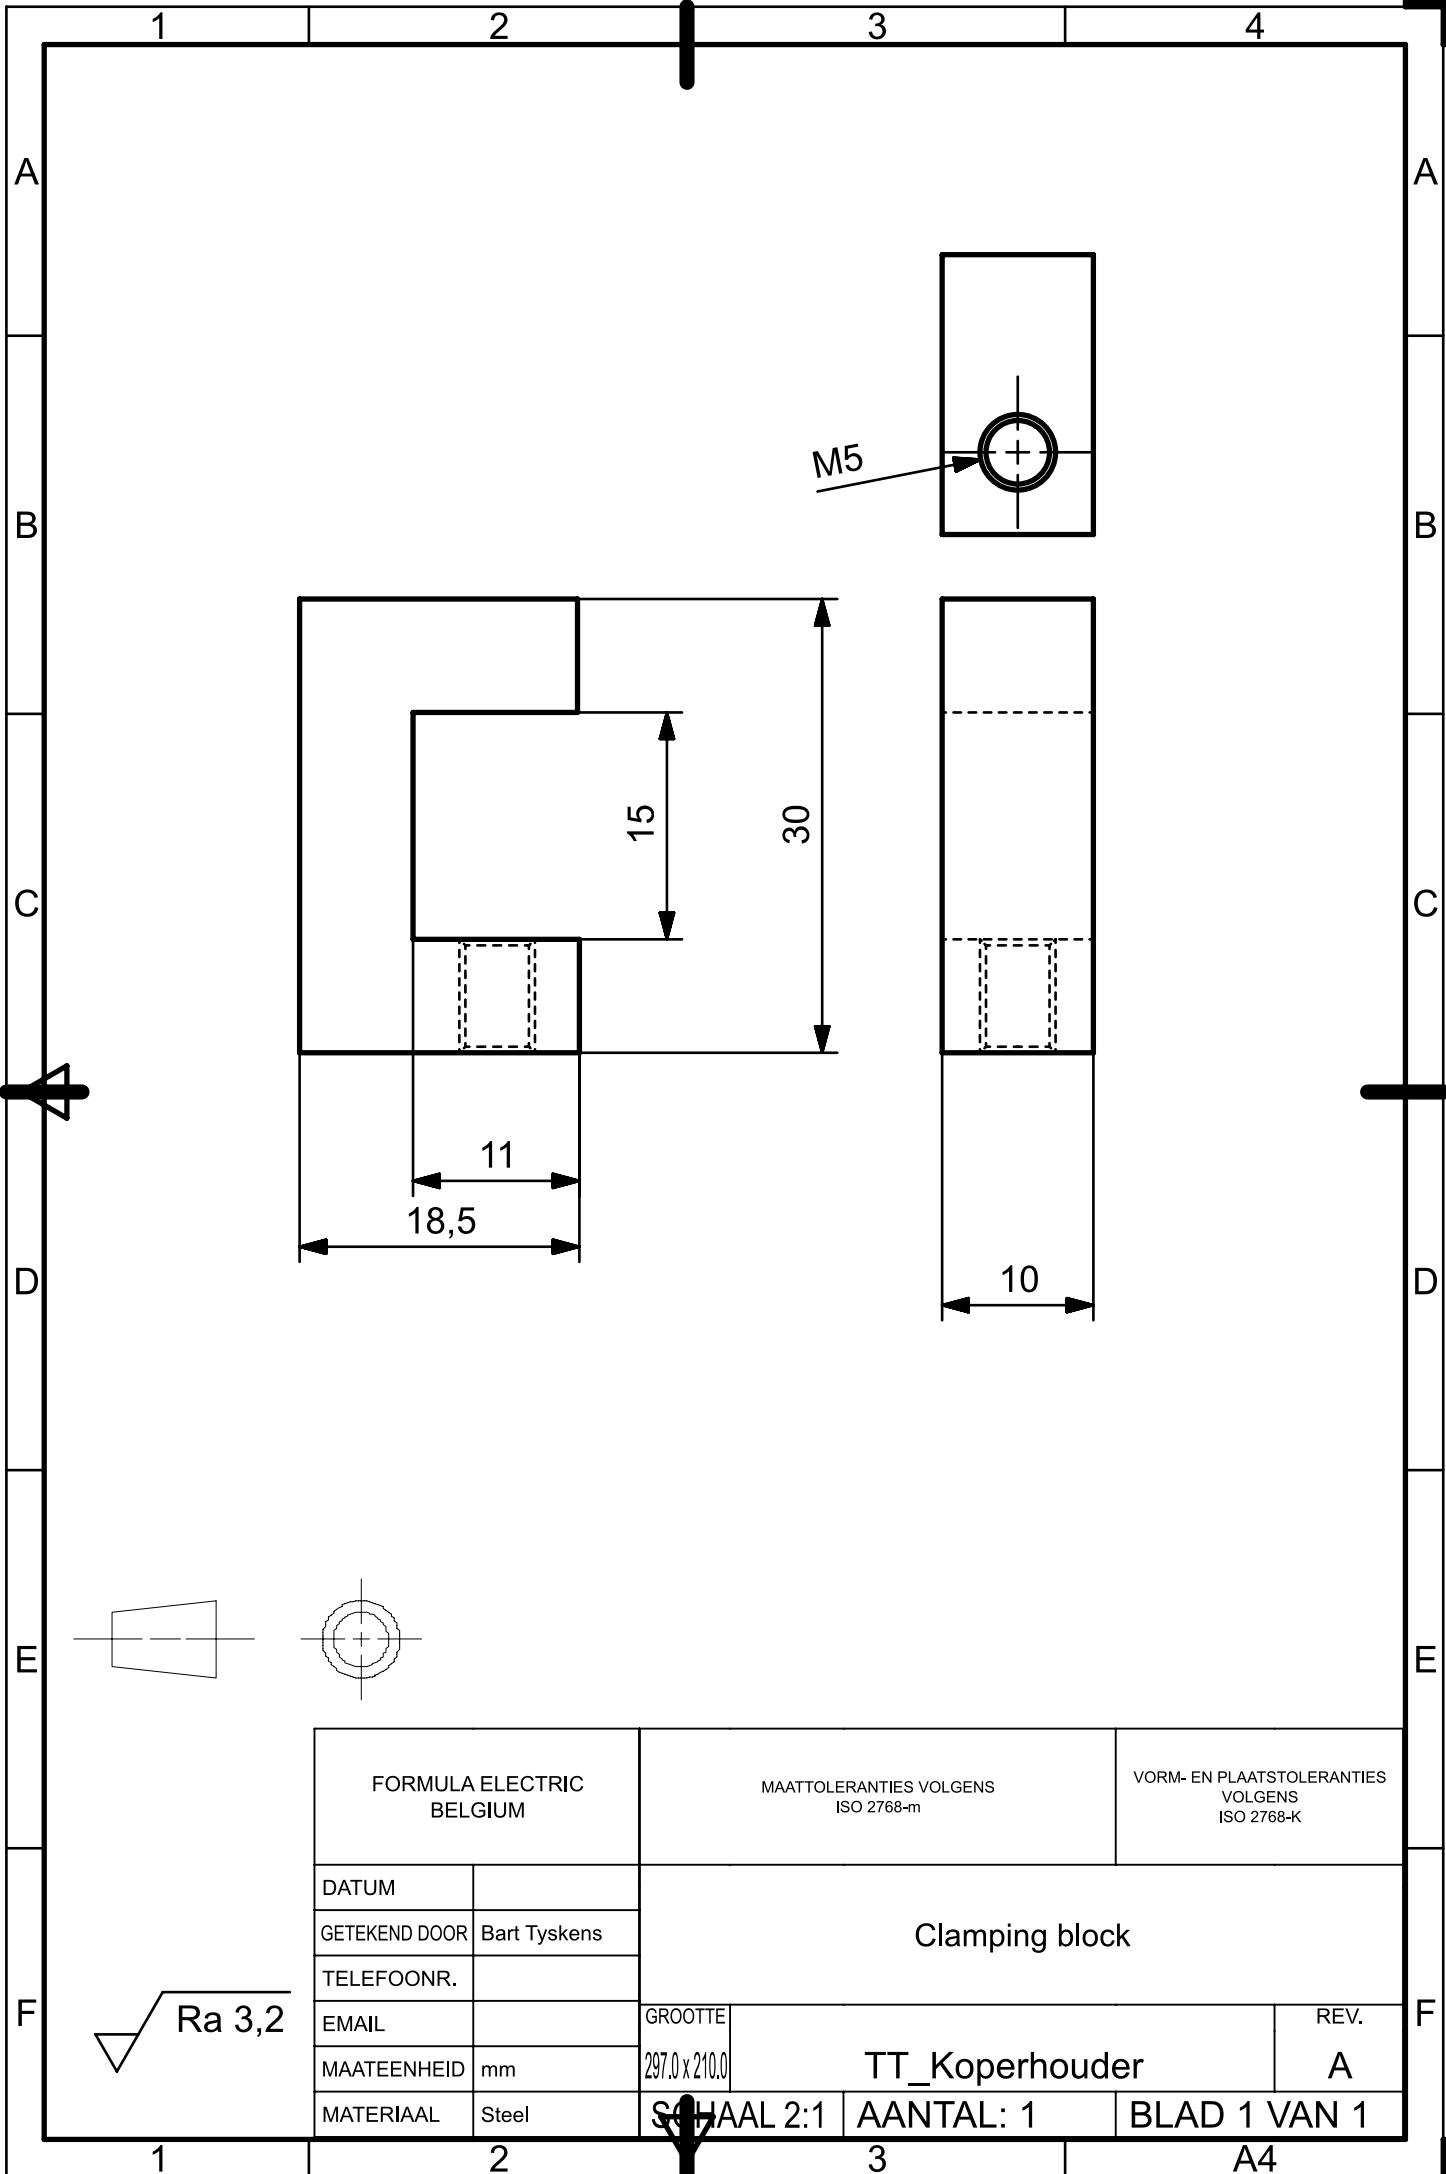 1 2 3 4
A A
M5
B B
15
30
C C
11
18,5
10
D D
E E
FORMULA ELECTRIC
BELGIUM
MAATTOLERANTIES VOLGENS
ISO 2768-m
VORM- EN PLAATSTOLERANTIES
VOLGENS
ISO 2768-K
DATUM
GETEKEND DOOR Bart Tyskens
TELEFOONR.
EMAIL
MAATEENHEID mm
MATERIAAL Steel
Clamping block
GROOTTE
297.0 x 210.0
TT_Koperhouder
REV.
A
SCHAAL 2:1 AANTAL: 1 BLAD 1 VAN 1
F Ra 3,2 F
1 2 3 A4